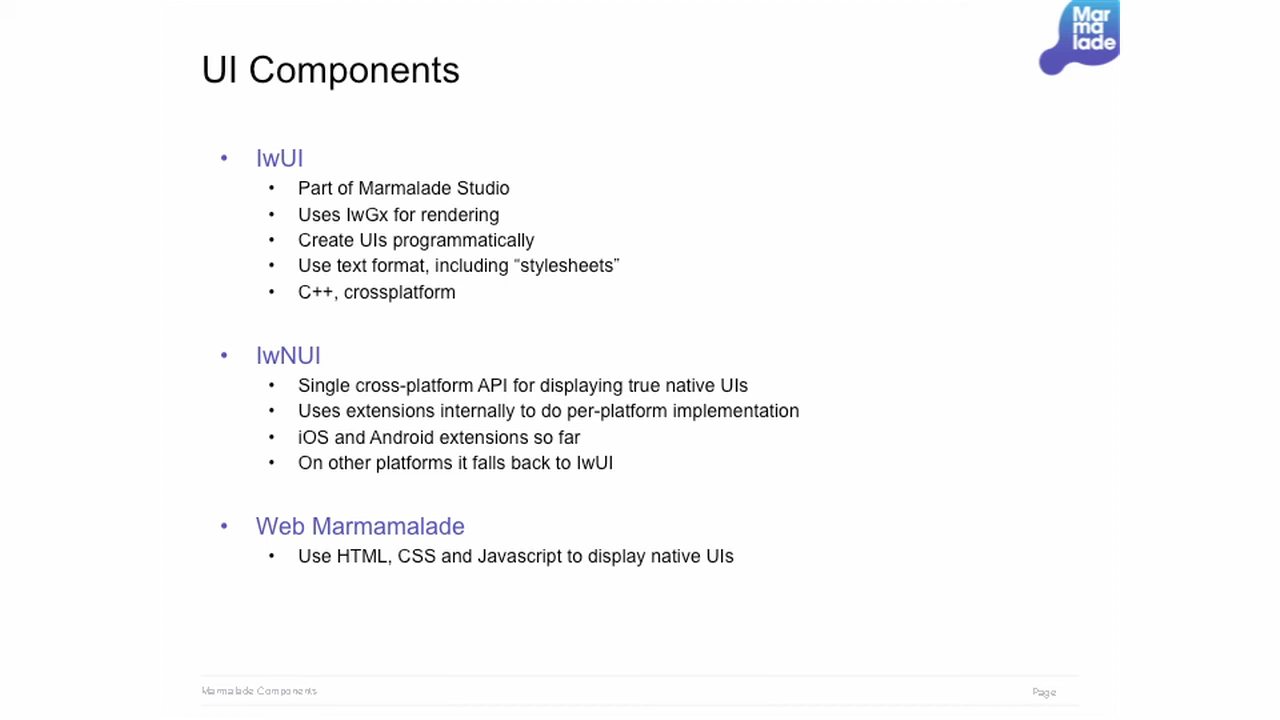 Mar
ma
lade
UI Components
• IwUI
• Part of Marmalade Studio
• Uses IwGx for rendering
• Create UIs programmatically
• Use text format, including “stylesheets”
• C++, crossplatform
• IwNUI
• Single cross-platform API for displaying true native UIs
• Uses extensions internally to do per-platform implementation
• iOS and Android extensions so far
• On other platforms it falls back to IwUI
• Web Marmamalade
• Use HTML, CSS and Javascript to display native UIs
Marmalade Components
Page